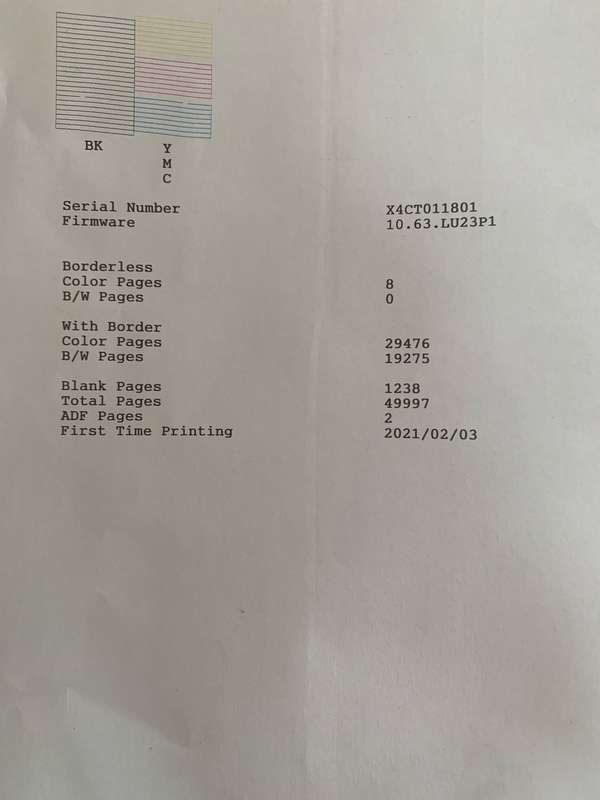 BK Y
M
C
Serial Number X4CT011801
Firmware 10.63.LU23P1
Borderless
Color Pages 8
B/W Pages 0
With Border
Color Pages 29476
B/W Pages 19275
Blank Pages 1238
Total Pages 49997
ADF Pages 2
First Time Printing 2021/02/03